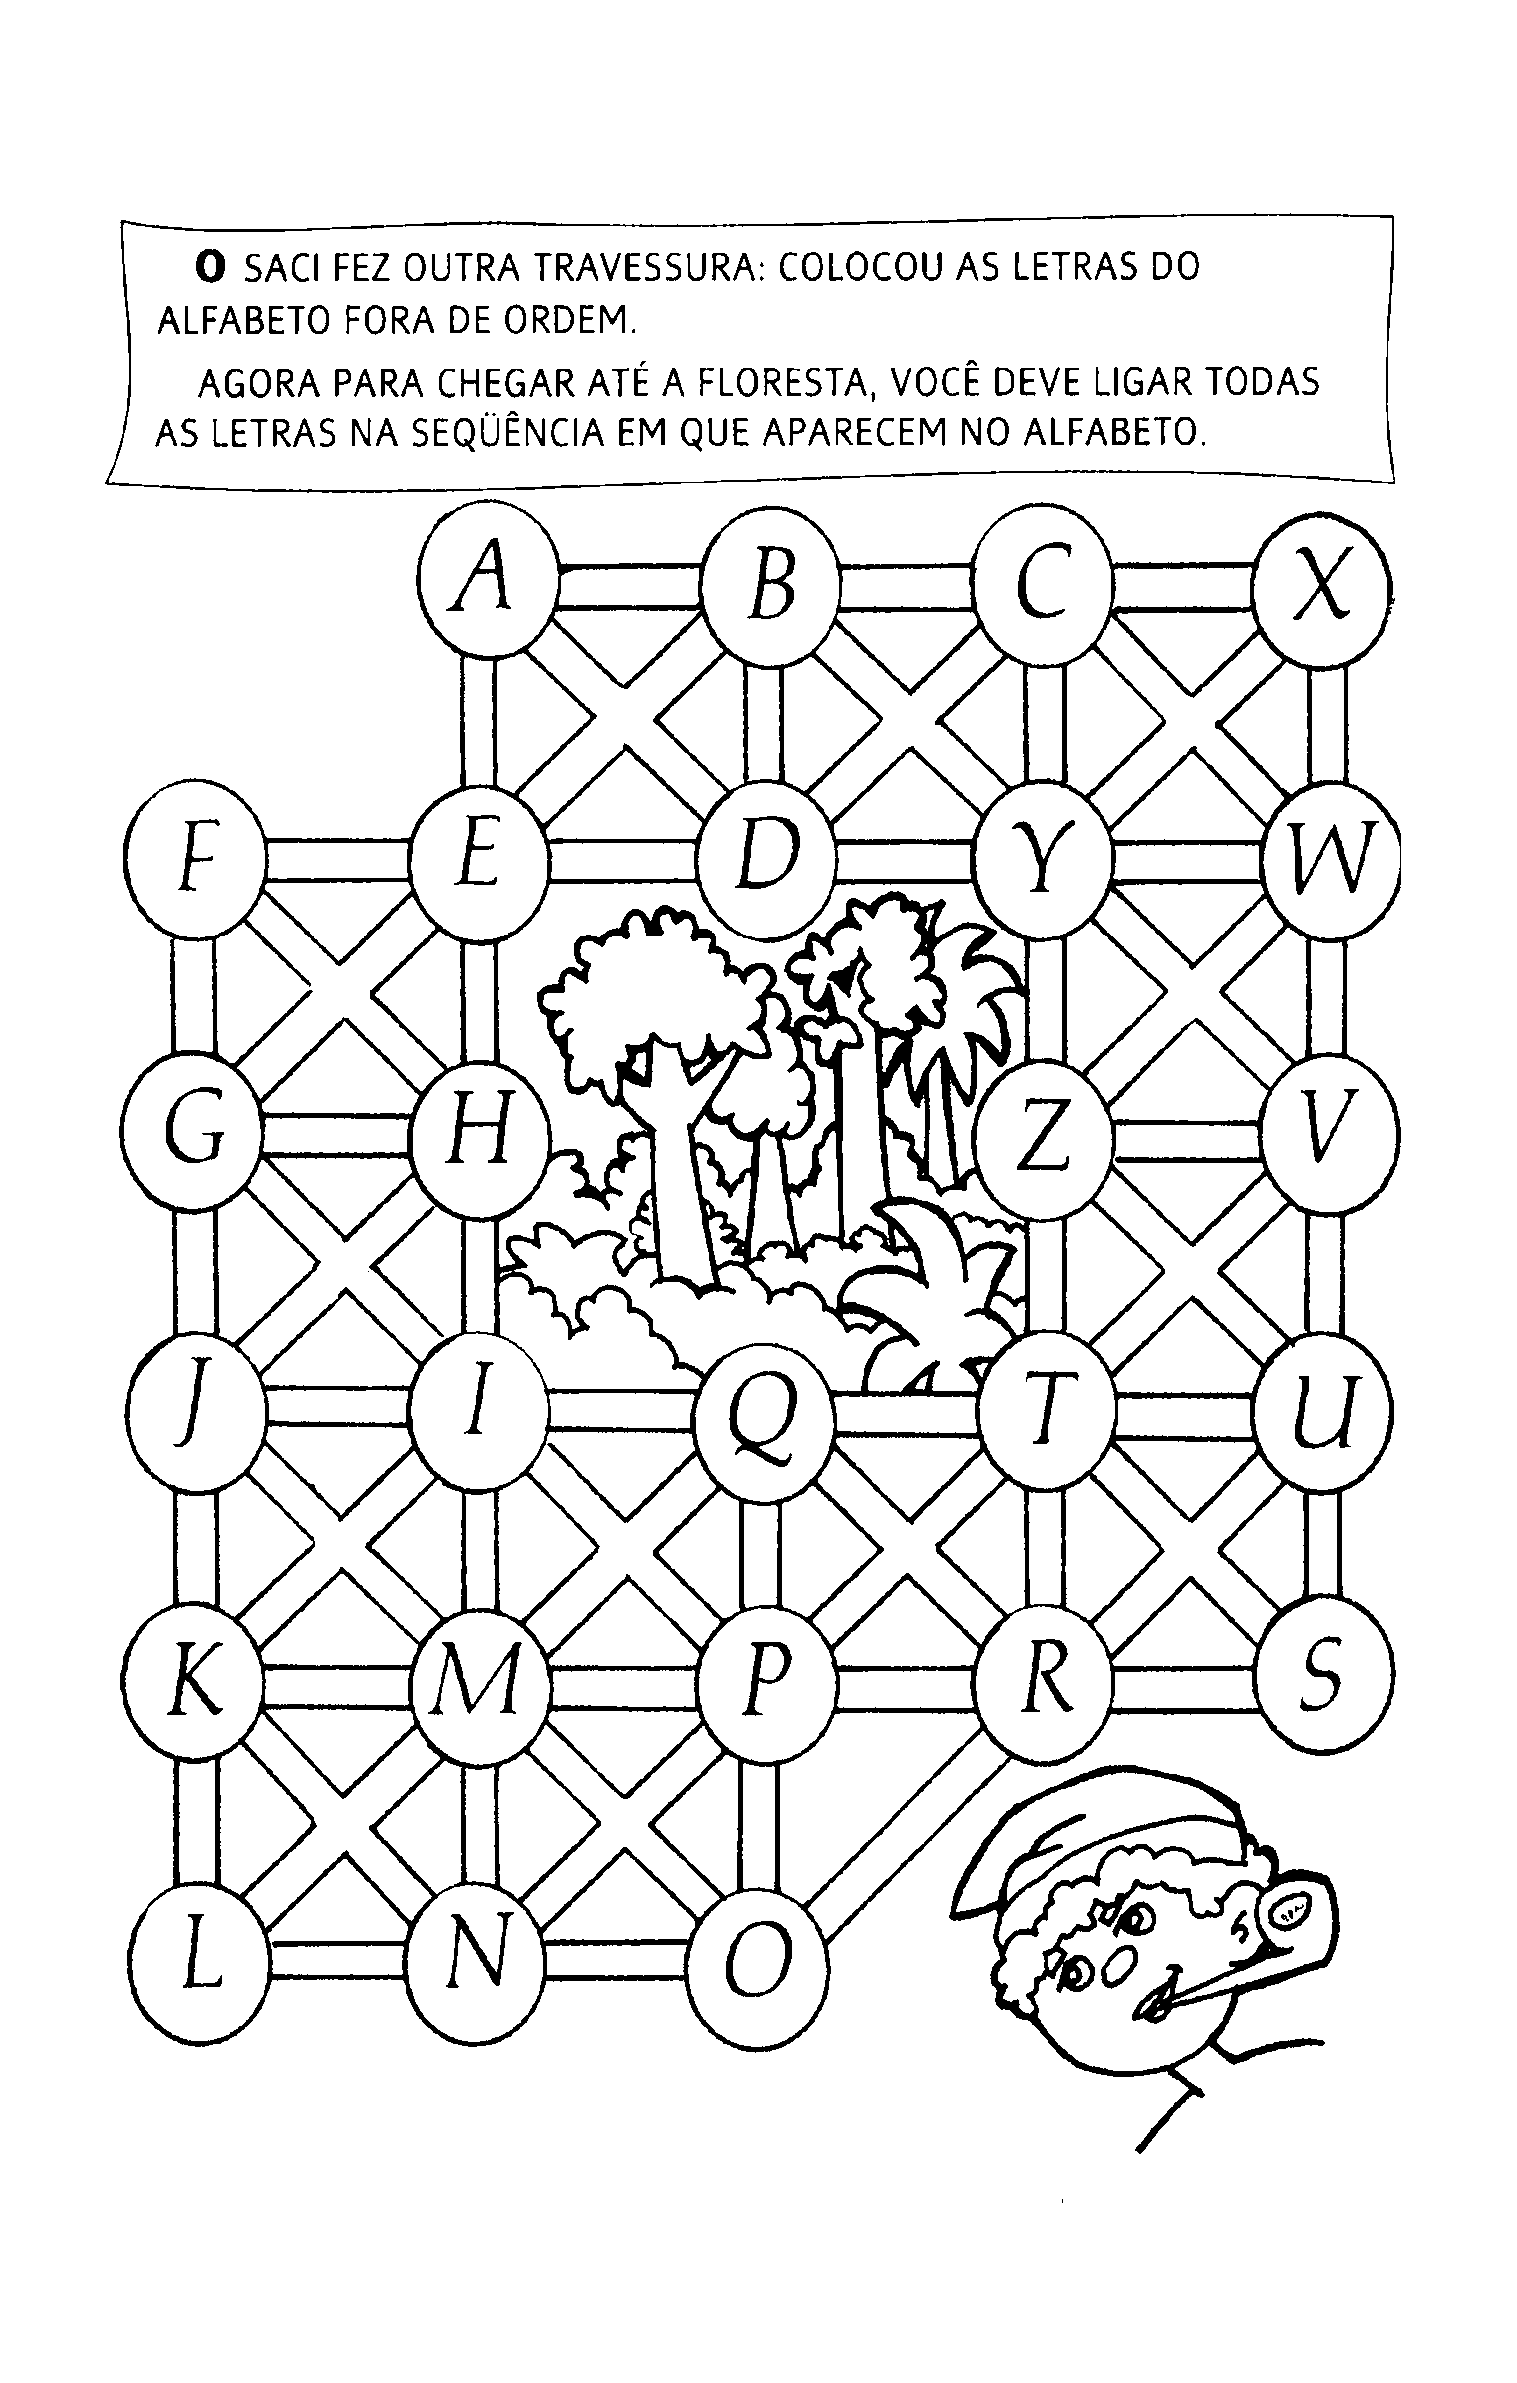 O SACI FEZ OUTRA TRAVESSURA: COLOCOU AS LETRAS DO
ALFABETO FORA DE ORDEM.
AGORA PARA CHEGAR ATÉ A FLORESTA, VOCÊ DEVE LIGAR TODAS
AS LETRAS NA SEQÜÊNCIA EM QUE APARECEM NO ALFABETO.
A B C X
F E D Y W
G H Z V
J I Q T U
K M P R S
L N O